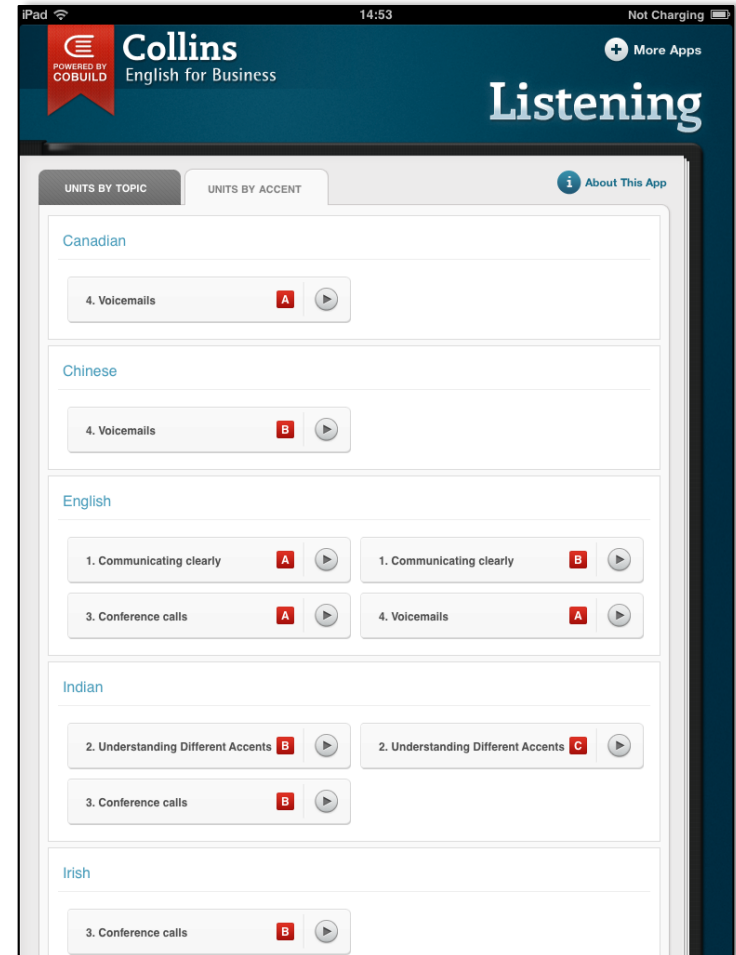 iPad 14:53 Not Charging
POWERED BY
COBUILD
Collins
English for Business
More Apps
Listening
UNITS BY TOPIC UNITS BY ACCENT
i About This App
Canadian
4. Voicemails A
Chinese
4. Voicemails B
English
1. Communicating clearly A 1. Communicating clearly B
3. Conference calls A 4. Voicemails A
Indian
2. Understanding Different Accents B 2. Understanding Different Accents C
3. Conference calls B
Irish
3. Conference calls B